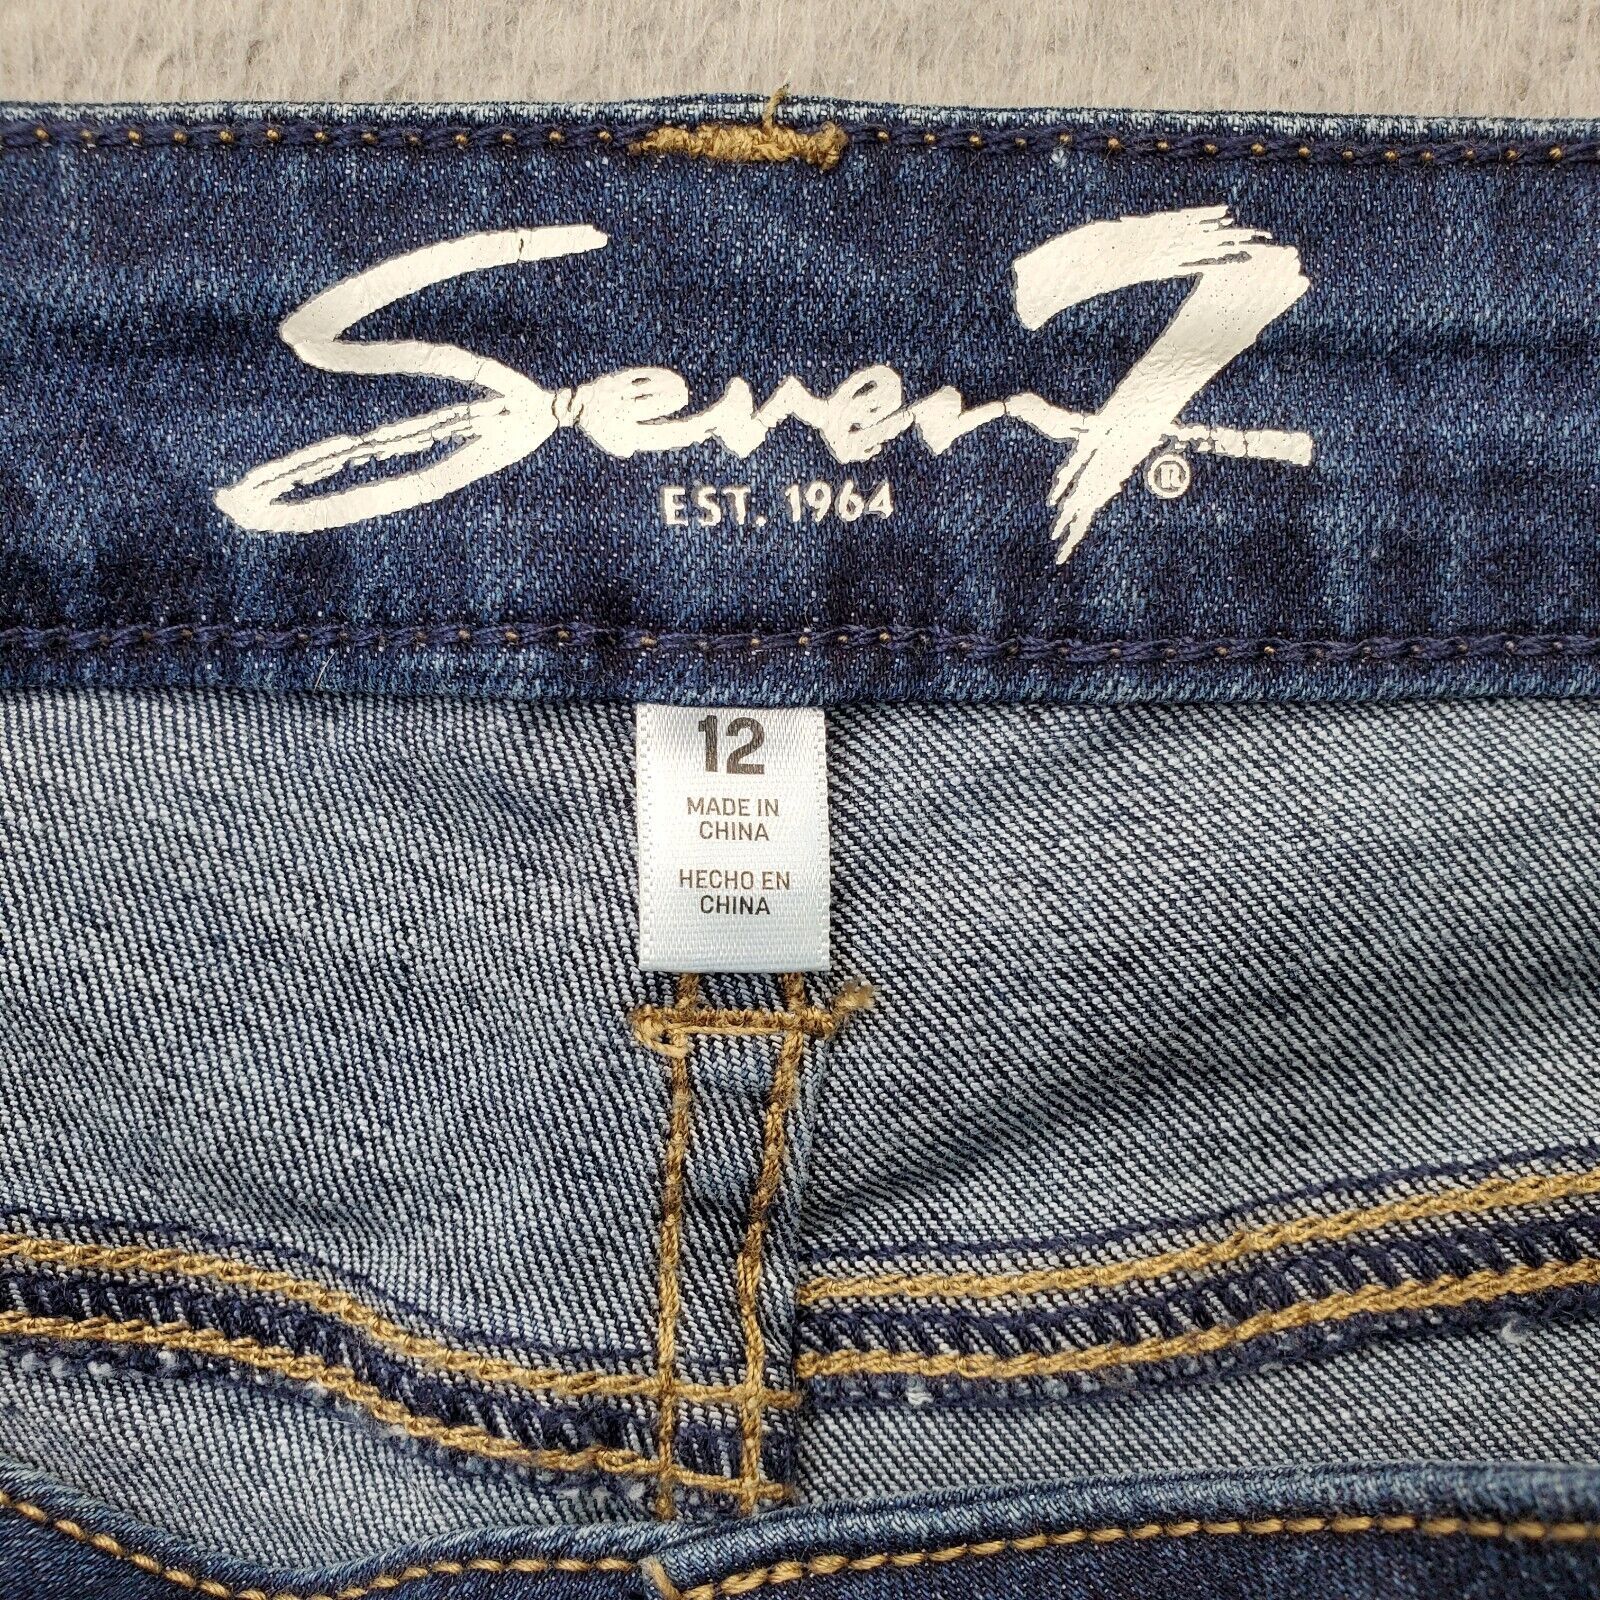 Seven7®
EST. 1964
12
MADE IN
CHINA
HECHO EN
CHINA